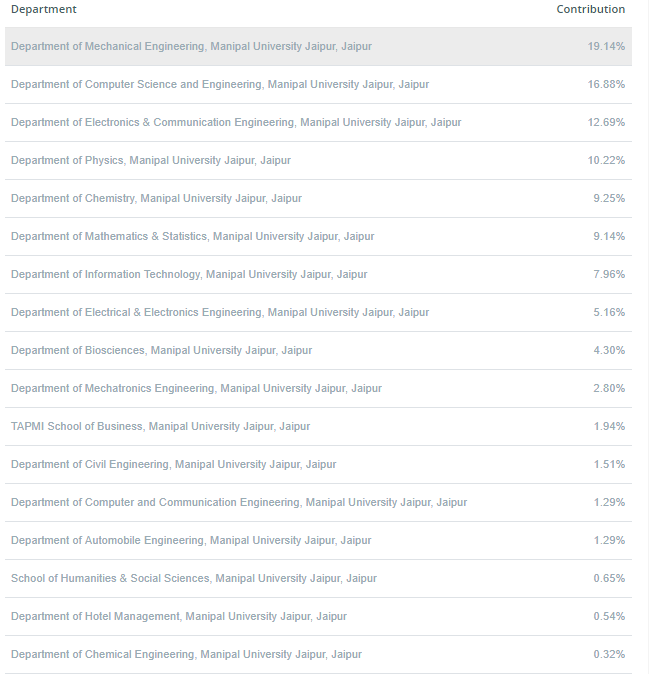 Department Contribution
Department of Mechanical Engineering, Manipal University Jaipur, Jaipur 19.14%
Department of Computer Science and Engineering, Manipal University Jaipur, Jaipur 16.88%
Department of Electronics & Communication Engineering, Manipal University Jaipur, Jaipur 12.69%
Department of Physics, Manipal University Jaipur, Jaipur 10.22%
Department of Chemistry, Manipal University Jaipur, Jaipur 9.25%
Department of Mathematics & Statistics, Manipal University Jaipur, Jaipur 9.14%
Department of Information Technology, Manipal University Jaipur, Jaipur 7.96%
Department of Electrical & Electronics Engineering, Manipal University Jaipur, Jaipur 5.16%
Department of Biosciences, Manipal University Jaipur, Jaipur 4.30%
Department of Mechatronics Engineering, Manipal University Jaipur, Jaipur 2.80%
TAPMI School of Business, Manipal University Jaipur, Jaipur 1.94%
Department of Civil Engineering, Manipal University Jaipur, Jaipur 1.51%
Department of Computer and Communication Engineering, Manipal University Jaipur, Jaipur 1.29%
Department of Automobile Engineering, Manipal University Jaipur, Jaipur 1.29%
School of Humanities & Social Sciences, Manipal University Jaipur, Jaipur 0.65%
Department of Hotel Management, Manipal University Jaipur, Jaipur 0.54%
Department of Chemical Engineering, Manipal University Jaipur, Jaipur 0.32%